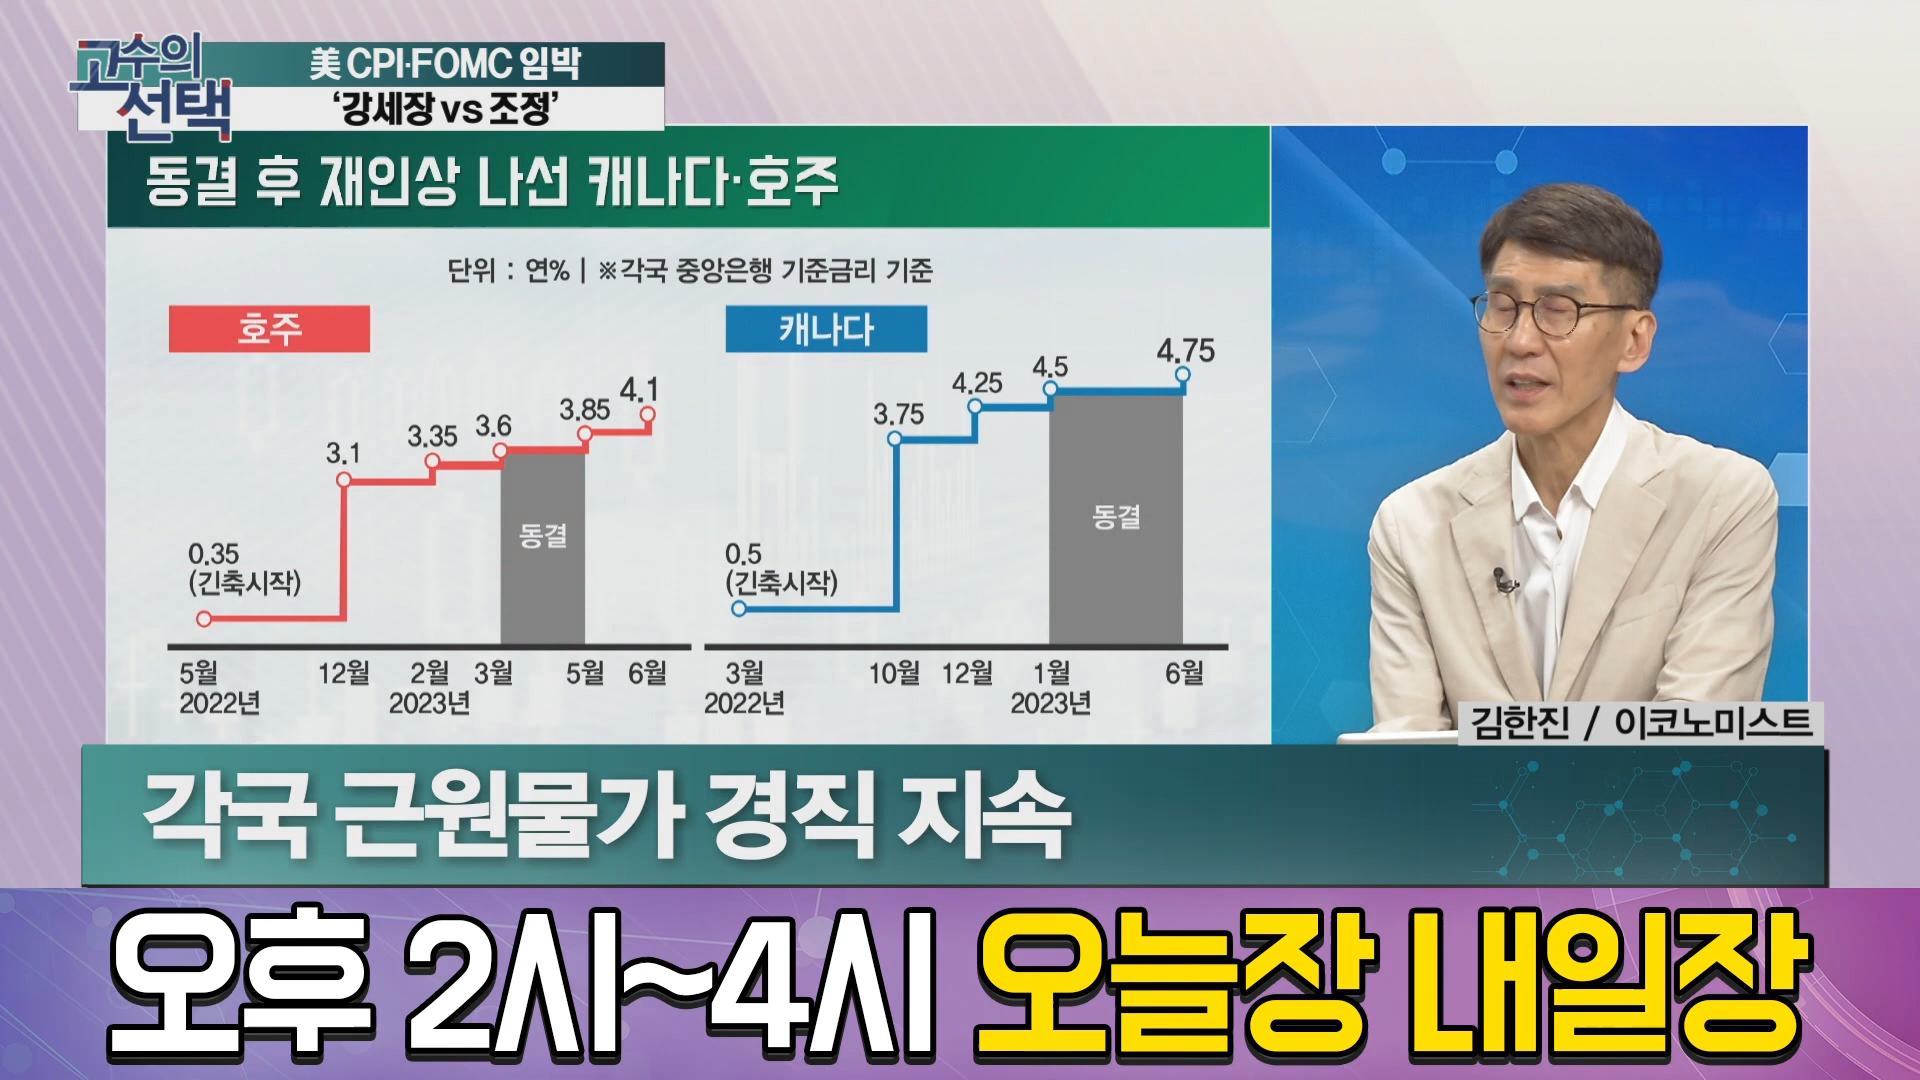 고수의
선택
美 CPI·FOMC 임박
‘강세장 vs 조정’
동결 후 재인상 나선 캐나다·호주
단위 : 연% | ※각국 중앙은행 기준금리 기준
호주
0.35
(긴축시작)
3.1
3.35
3.6
3.85
4.1
동결
5월 12월 2월 3월 5월 6월
2022년 2023년
캐나다
0.5
(긴축시작)
3.75
4.25
4.5
4.75
동결
3월 10월 12월 1월 6월
2022년 2023년
김한진 / 이코노미스트
각국 근원물가 경직 지속
오후 2시~4시 오늘장 내일장